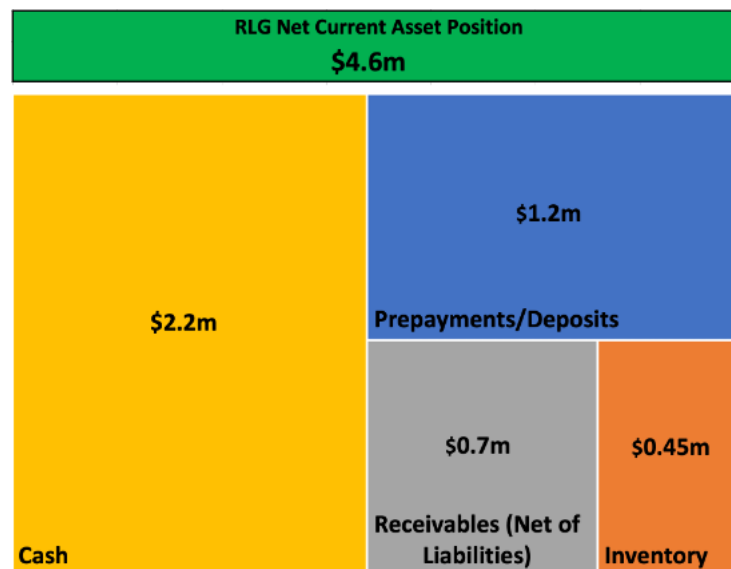 RLG Net Current Asset Position
$4.6m
$2.2m
Cash
$1.2m
Prepayments/Deposits
$0.7m
Receivables (Net of
Liabilities)
$0.45m
Inventory